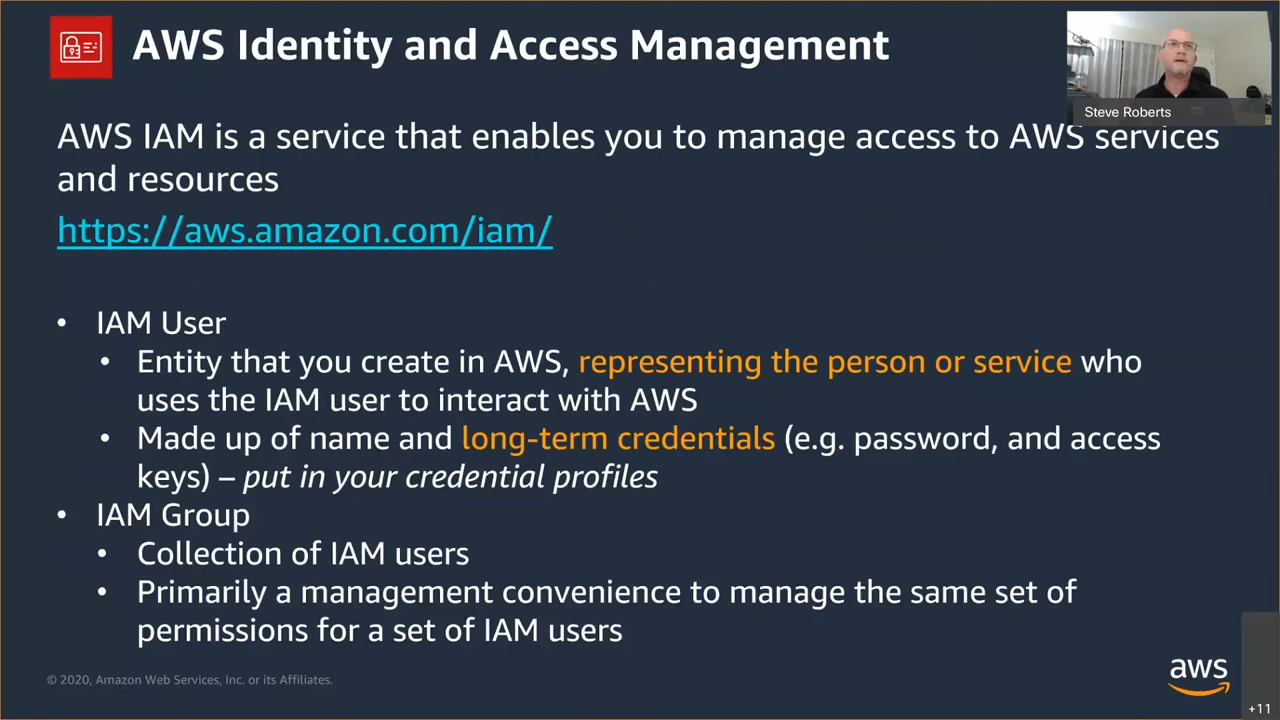 AWS Identity and Access Management
Steve Roberts
AWS IAM is a service that enables you to manage access to AWS services
and resources
https://aws.amazon.com/iam/
• IAM User
• Entity that you create in AWS, representing the person or service who
uses the IAM user to interact with AWS
• Made up of name and long-term credentials (e.g. password, and access
keys) – put in your credential profiles
• IAM Group
• Collection of IAM users
• Primarily a management convenience to manage the same set of
permissions for a set of IAM users
© 2020, Amazon Web Services, Inc. or its Affiliates.
aws
+11